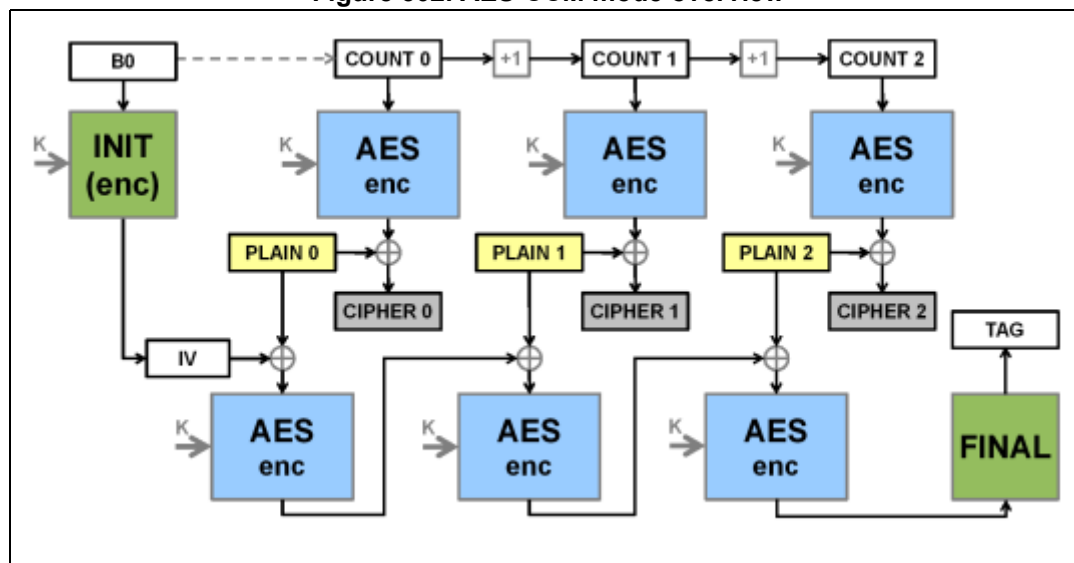 B0
COUNT 0
+1
COUNT 1
+1
COUNT 2
K
INIT
(enc)
K
AES
enc
K
AES
enc
K
AES
enc
PLAIN 0
PLAIN 1
PLAIN 2
CIPHER 0
CIPHER 1
CIPHER 2
TAG
IV
K
AES
enc
K
AES
enc
K
AES
enc
FINAL